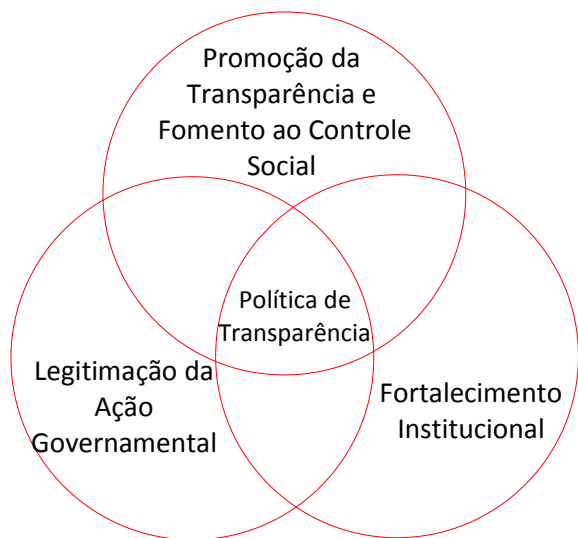 Promoção da
Transparência e
Fomento ao Controle
Social
Política de
Transparência
Legitimação da
Ação
Governamental
Fortalecimento
Institucional